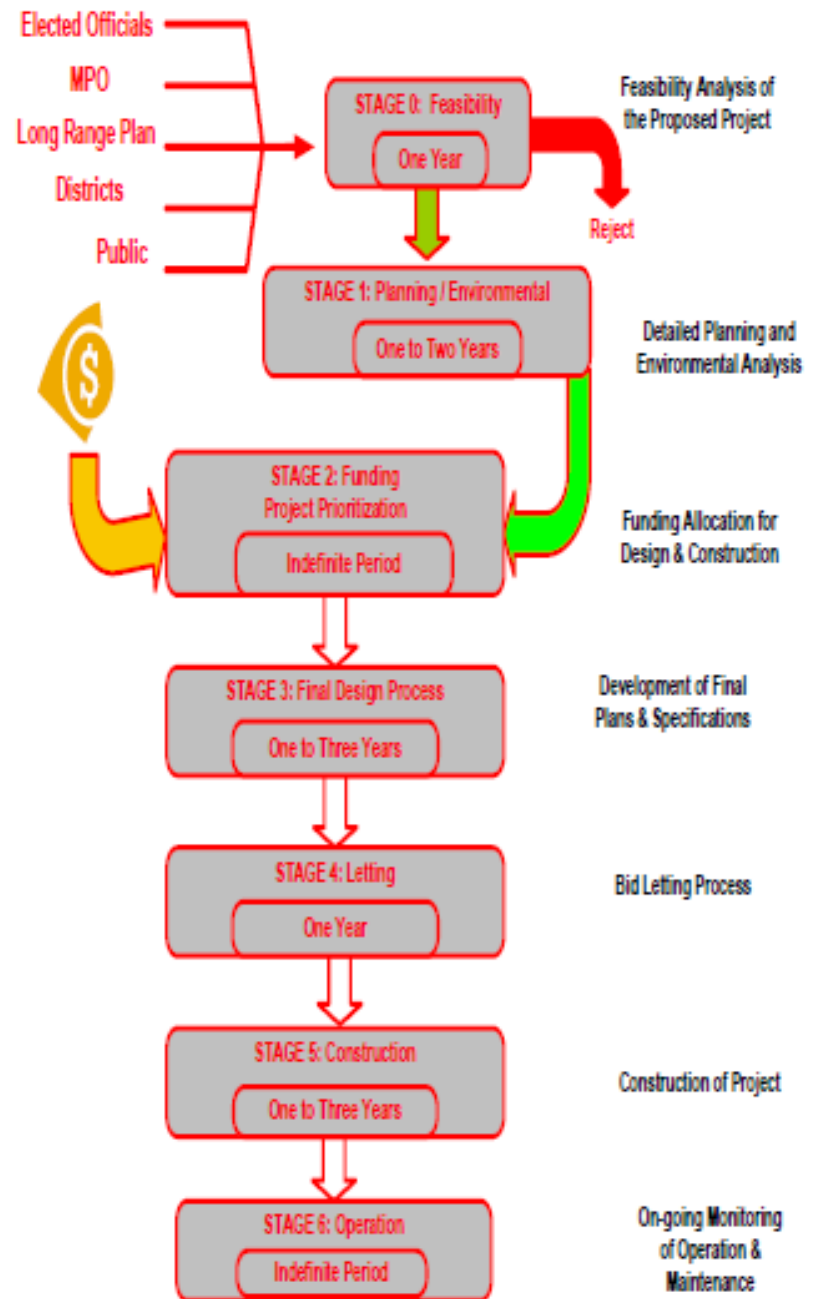 Elected Officials
MPO
Long Range Plan
Districts
Public
STAGE 0: Feasibility
One Year
Feasibility Analysis of
the Proposed Project
Reject
STAGE 1: Planning / Environmental
One to Two Years
Detailed Planning and
Environmental Analysis
$
STAGE 2: Funding
Project Prioritization
Indefinite Period
Funding Allocation for
Design & Construction
STAGE 3: Final Design Process
One to Three Years
Development of Final
Plans & Specifications
STAGE 4: Letting
One Year
Bid Letting Process
STAGE 5: Construction
One to Three Years
Construction of Project
STAGE 6: Operation
Indefinite Period
On-going Monitoring
of Operation &
Maintenance